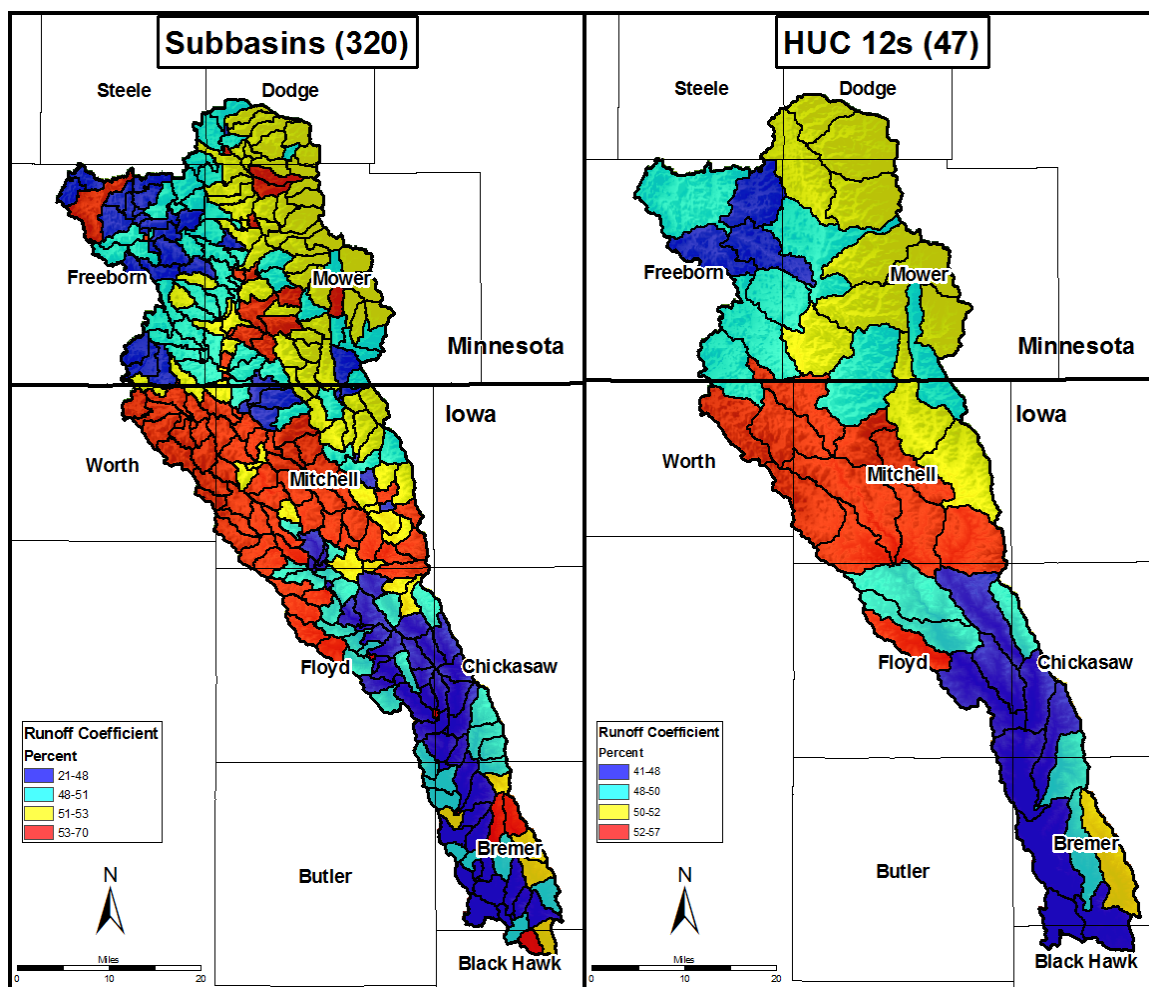 Subbasins (320)
Steele
Dodge
Freeborn
Mower
Minnesota
Iowa
Worth
Mitchell
Floyd
Chickasaw
Runoff Coefficient
Percent
21-48
48-51
51-53
53-70
Bremer
Butler
N
Miles
0 10 20
Black Hawk
HUC 12s (47)
Steele
Dodge
Freeborn
Mower
Minnesota
Iowa
Worth
Mitchell
Floyd
Chickasaw
Runoff Coefficient
Percent
41-48
48-50
50-52
52-57
Bremer
Butler
N
Miles
0 10 20
Black Hawk